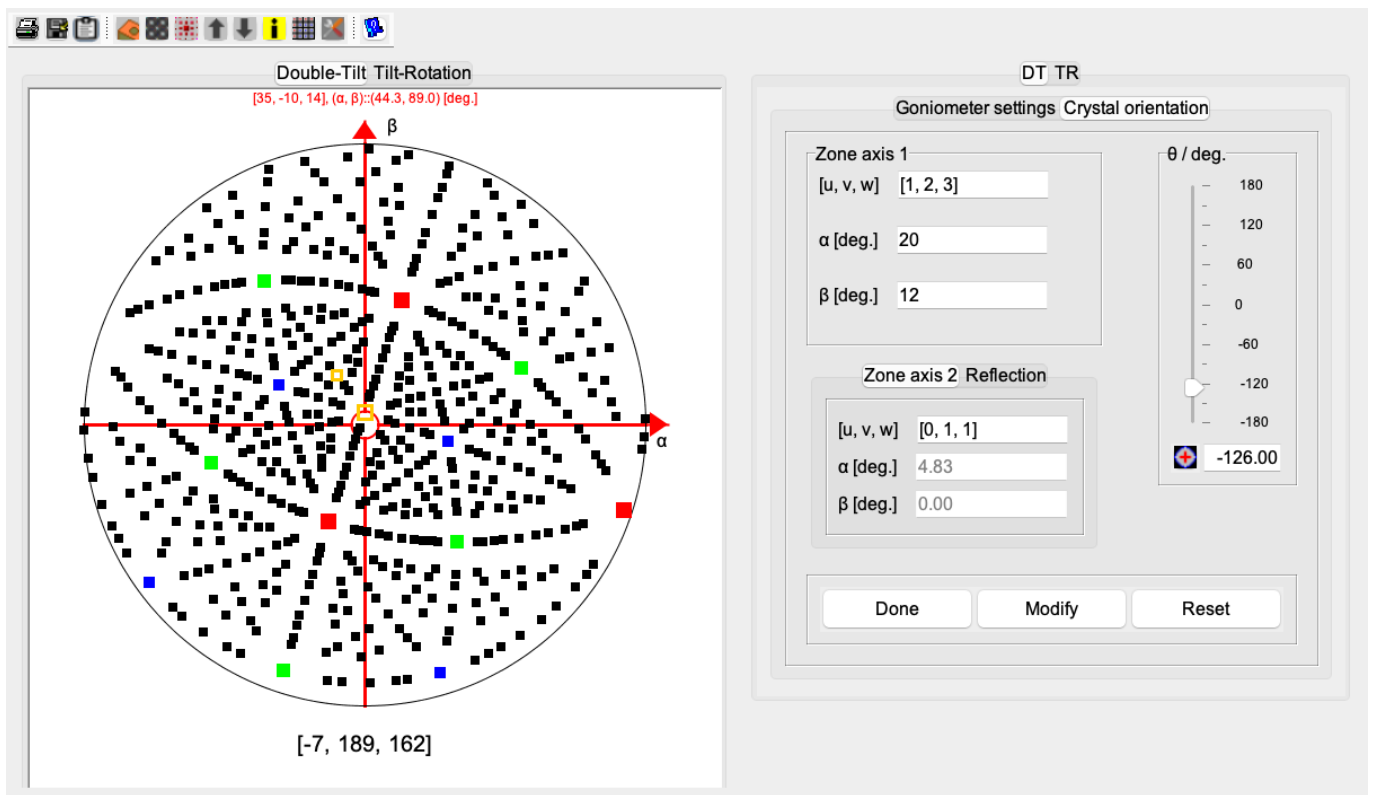 Double-Tilt Tilt-Rotation
[35, -10, 14], (α, β)::(44.3, 89.0) [deg.]
β
α
[-7, 189, 162]
DT TR
Goniometer settings Crystal orientation
Zone axis 1
[u, v, w] [1, 2, 3]
α [deg.] 20
β [deg.] 12
Zone axis 2 Reflection
[u, v, w] [0, 1, 1]
α [deg.] 4.83
β [deg.] 0.00
θ / deg.
180
120
60
0
-60
-120
-180
-126.00
Done Modify Reset